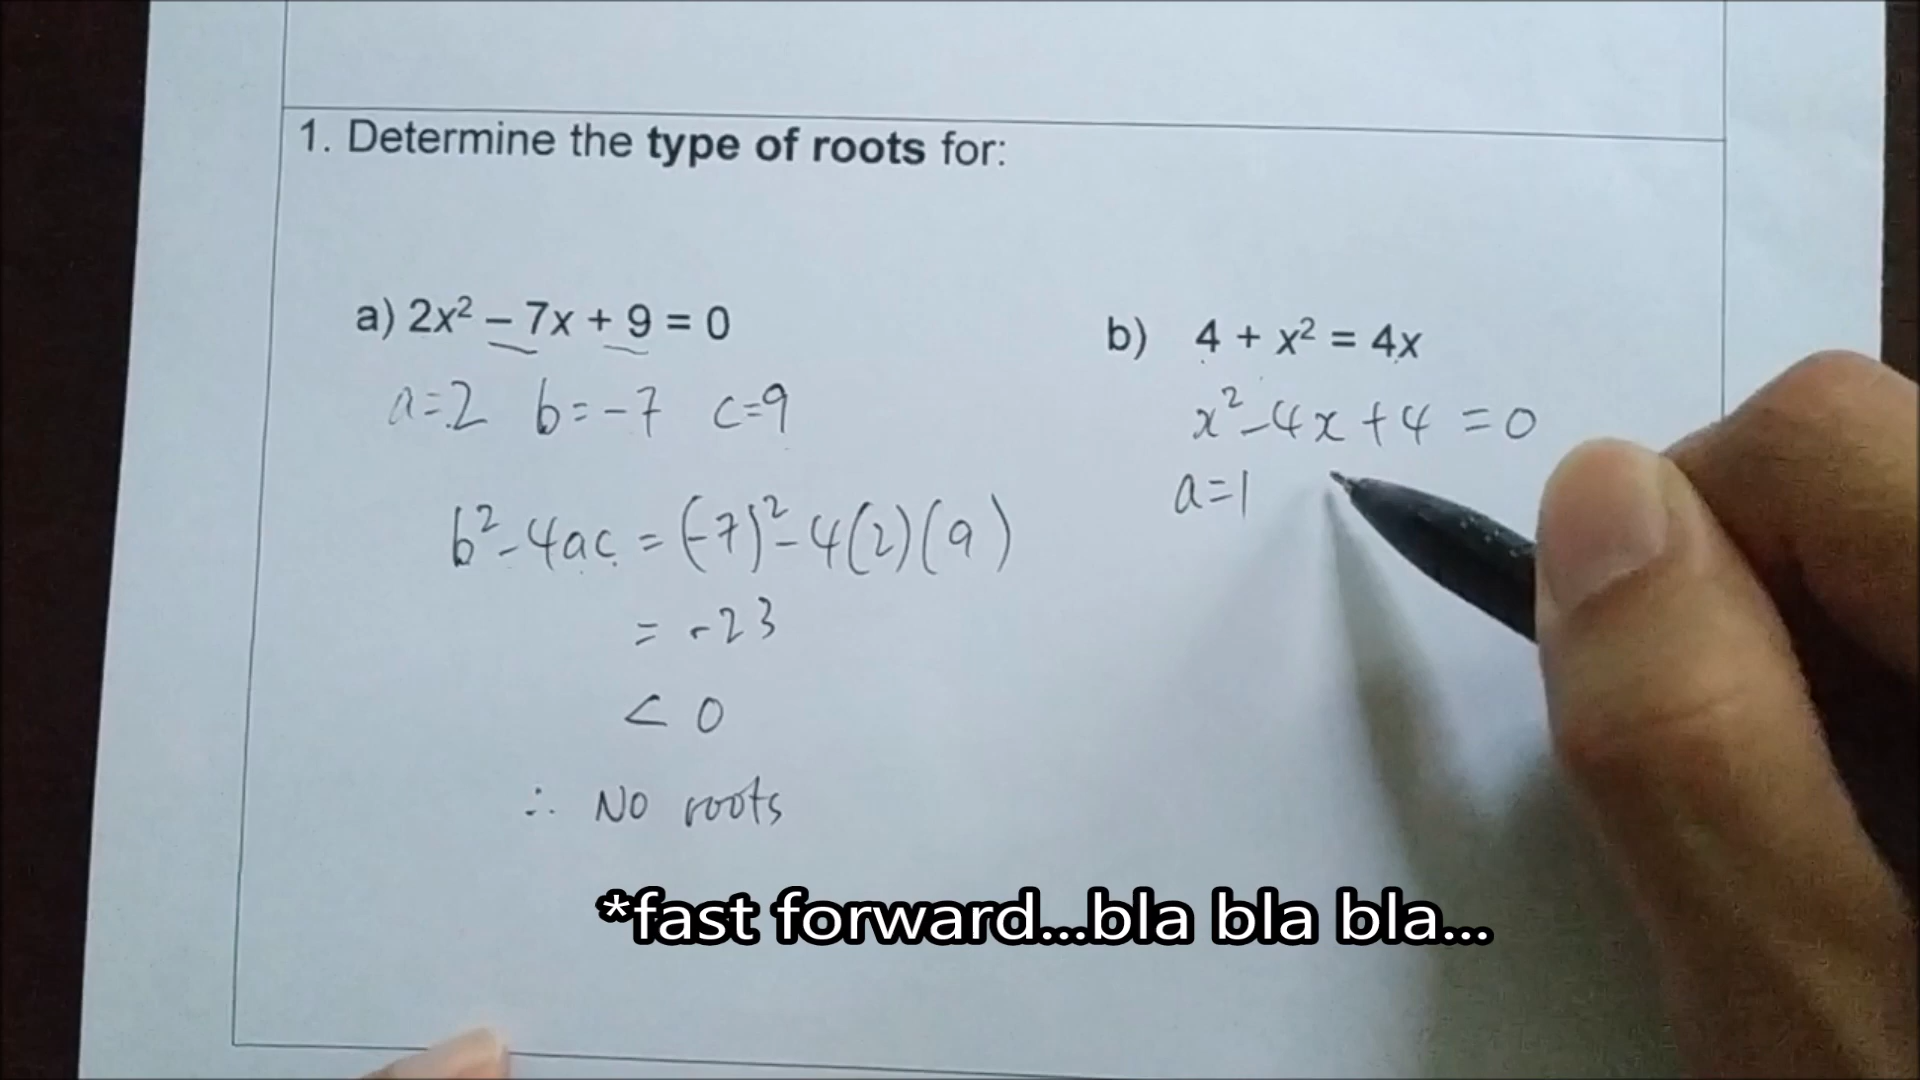 1. Determine the type of roots for:
a) 2x² – 7x + 9 = 0
a=2 b=-7 c=9
b²-4ac = (-7)²-4(2)(9)
= -23
< 0
∴ No roots
b) 4 + x² = 4x
x²-4x+4 =0
a=1
*fast forward...bla bla bla...